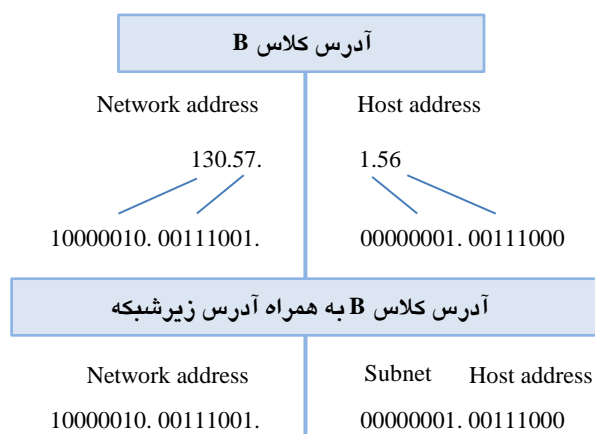 آدرس کلاس B
Network address Host address
130.57. 1.56
10000010. 00111001. 00000001. 00111000
آدرس کلاس B به همراه آدرس زیرشبکه
Network address Subnet Host address
10000010. 00111001. 00000001. 00111000